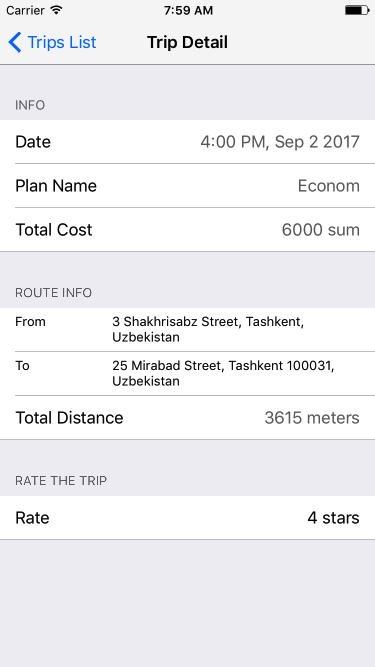 Carrier 7:59 AM
Trips List Trip Detail
INFO
Date 4:00 PM, Sep 2 2017
Plan Name Econom
Total Cost 6000 sum
ROUTE INFO
From 3 Shakhrisabz Street, Tashkent,
Uzbekistan
To 25 Mirabad Street, Tashkent 100031,
Uzbekistan
Total Distance 3615 meters
RATE THE TRIP
Rate 4 stars